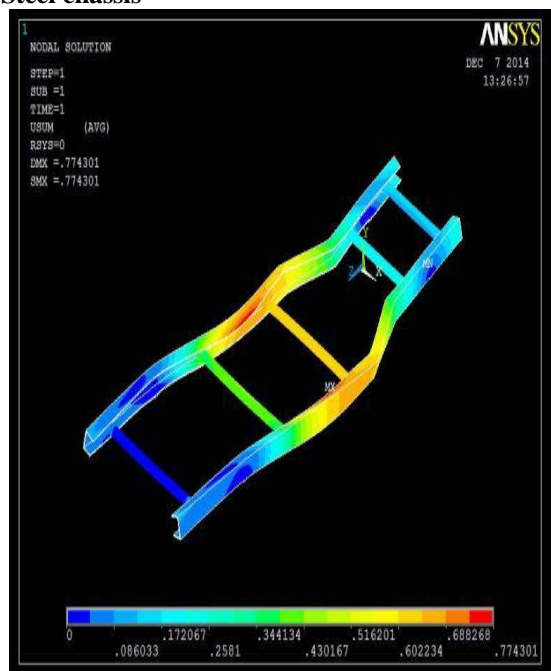 Steel chassis
1
NODAL SOLUTION
STEP=1
SUB =1
TIME=1
USUM (AVG)
RSYS=0
DMX =.774301
SMX =.774301
ANSYS
DEC 7 2014
13:26:57
Y
Z X
MN
MX
0 .172067 .344134 .516201 .688268
.086033 .2581 .430167 .602234 .774301